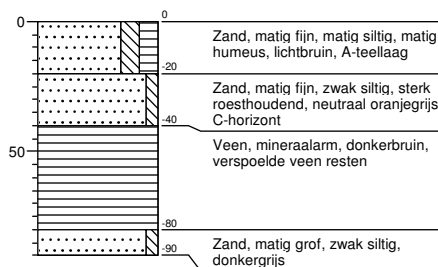 0
0
Zand, matig fijn, matig siltig, matig
humeus, lichtbruin, A-teellaag
-20
Zand, matig fijn, zwak siltig, sterk
roesthoudend, neutraal oranjegrijs
C-horizont
-40
Veen, mineraalarm, donkerbruin,
verspoelde veen resten
50
-80
Zand, matig grof, zwak siltig,
donkergrijs
-90